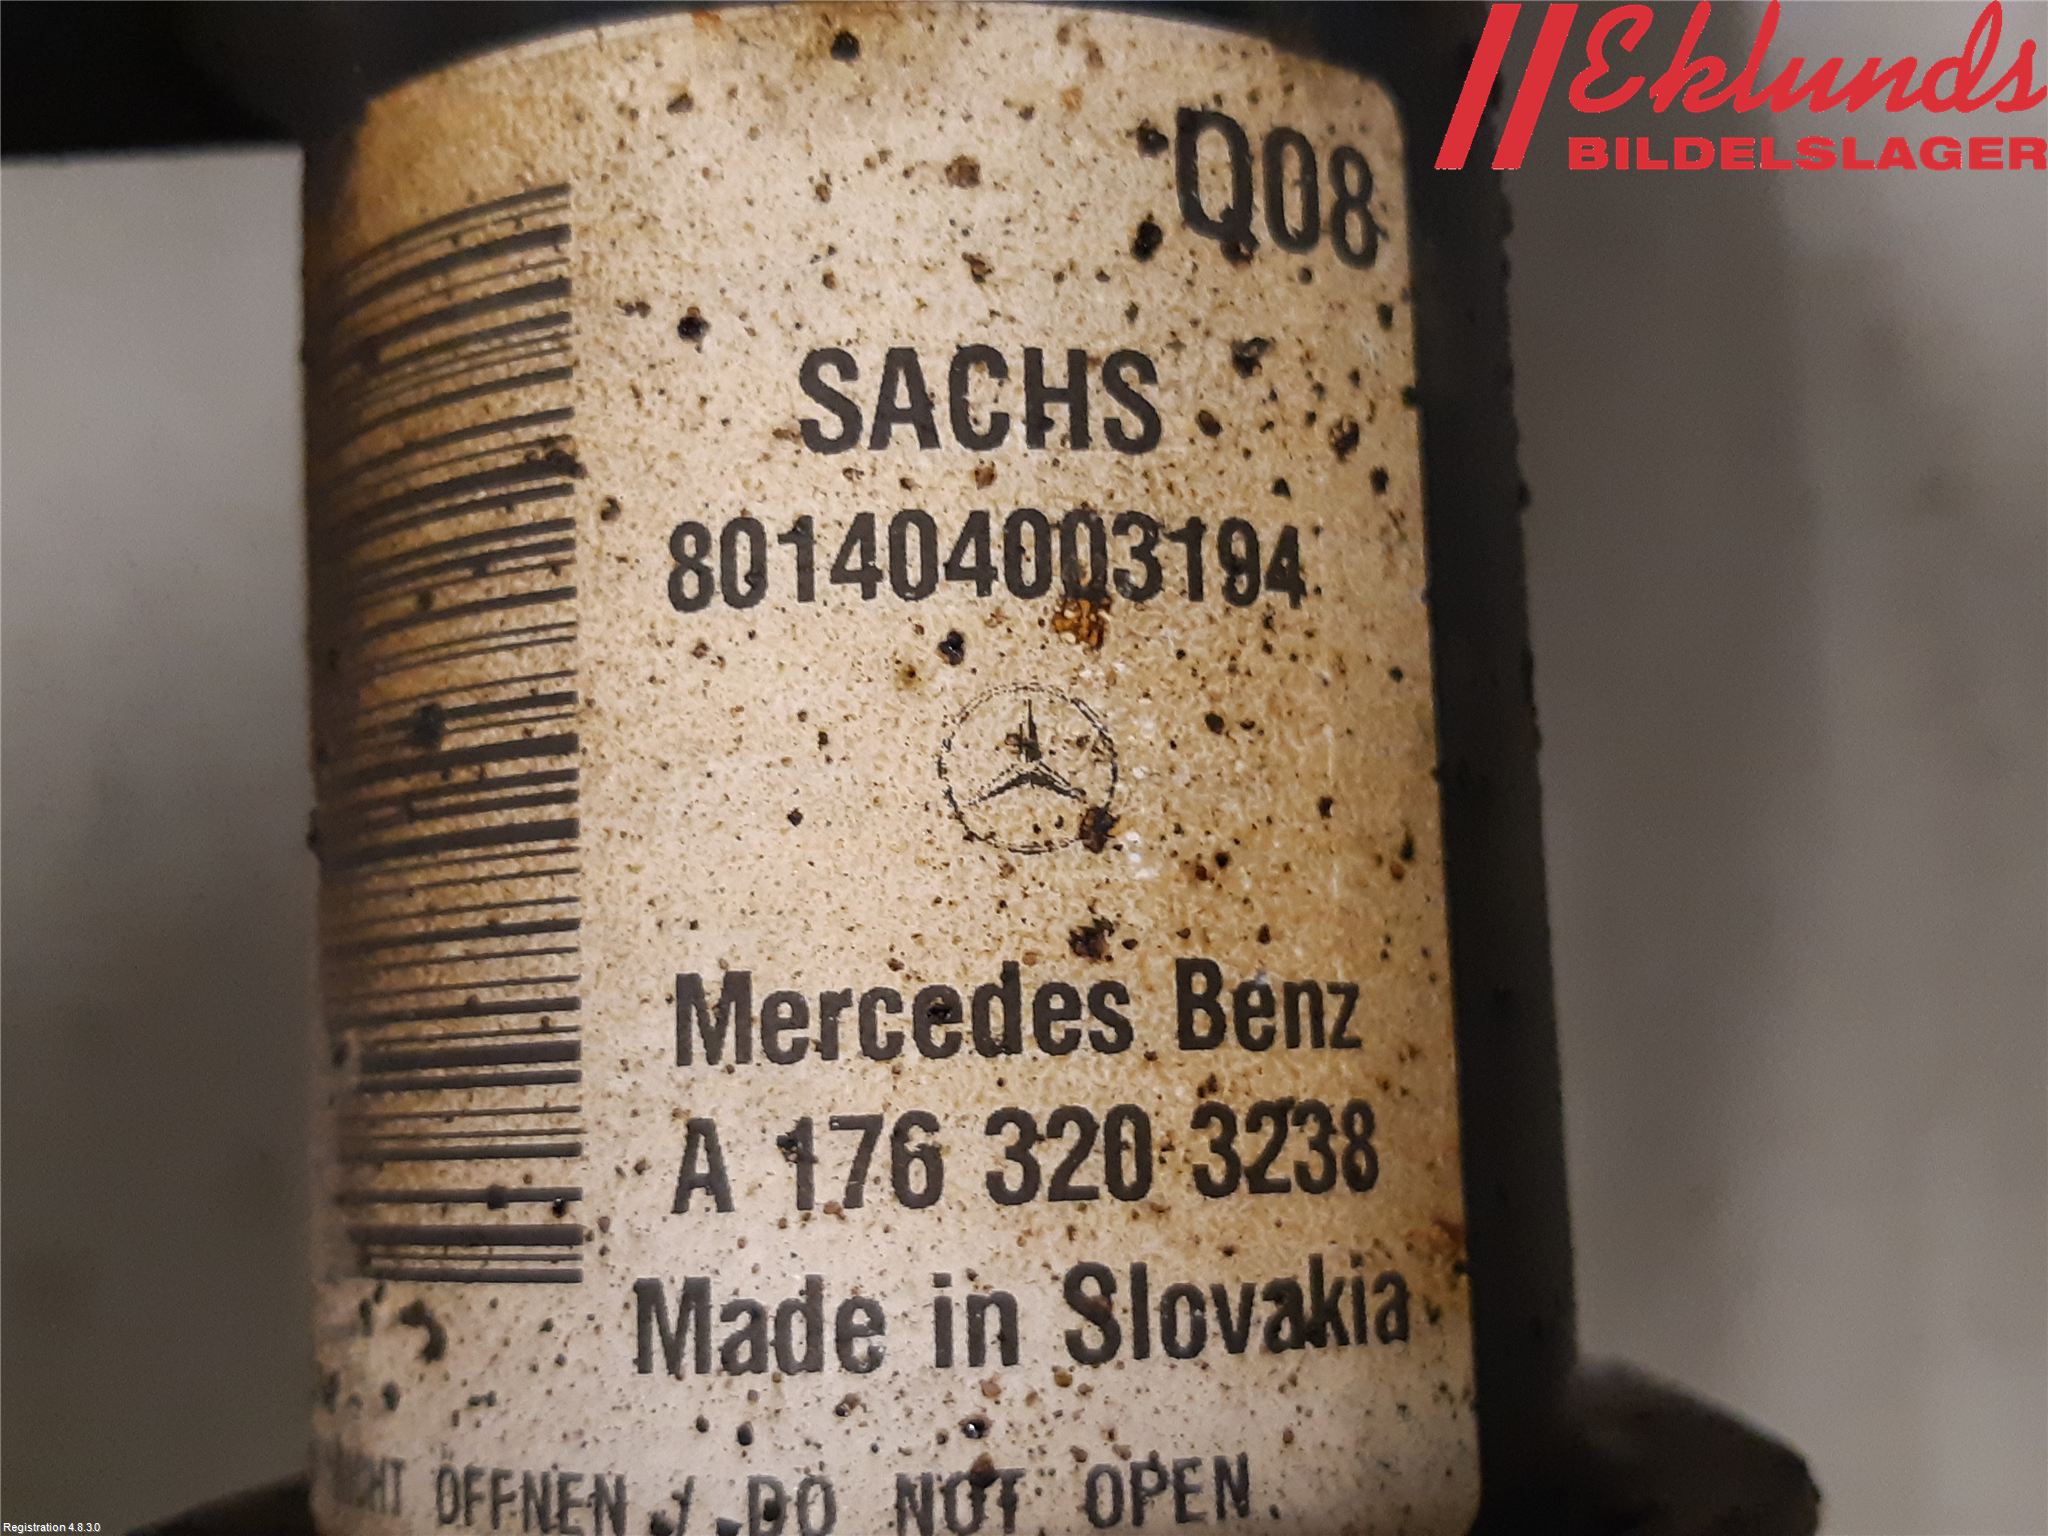 Eklunds
BILDELSLAGER
Q08
SACHS
801404003194
Mercedes Benz
A 176 320 3238
Made in Slovakia
ÖFFNEN / DO NOT OPEN.
Registration 4.8.3.0